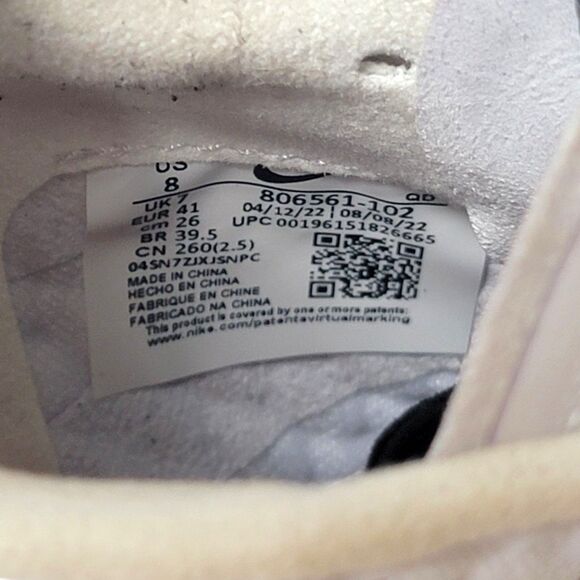 US
8
UK 7
EUR 41
cm 26
BR 39.5
CN 260(2.5)
04SN7ZJXJSNPC
806561-102 QD
04/12/22 | 08/08/22
UPC 00196151826665
MADE IN CHINA
HECHO EN CHINA
FABRIQUE EN CHINE
FABRICADO NA CHINA
This product is covered by one or more patents:
www.nike.com/patentsvirtualmarking